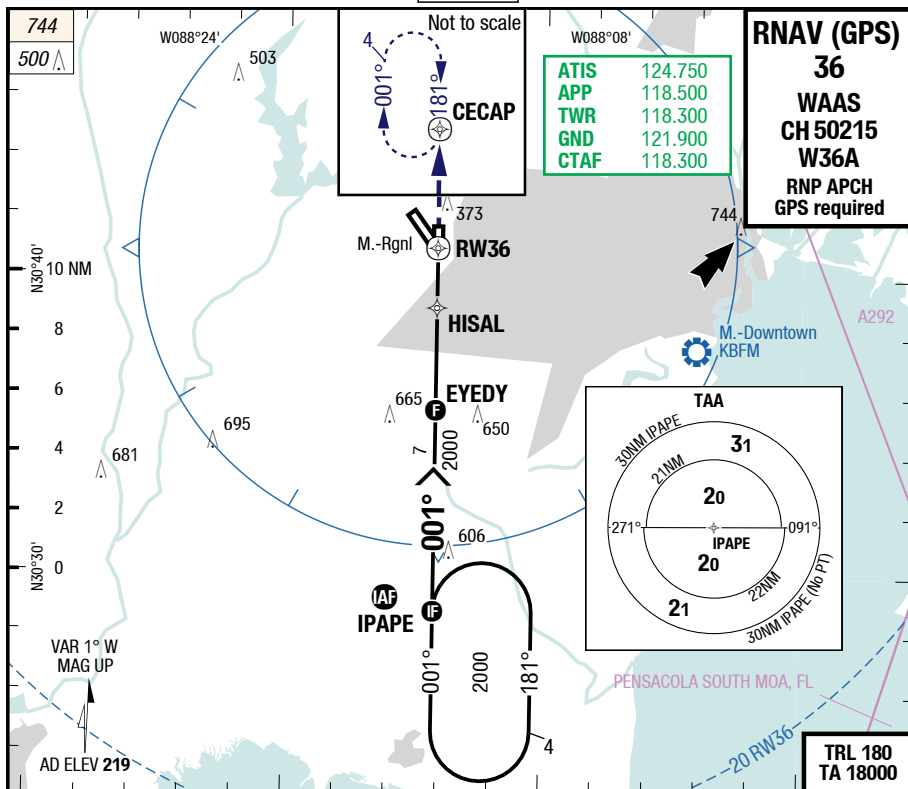 744
500
W088°24'
503
Not to scale
4
001°
181°
CECAP
W088°08'
ATIS 124.750
APP 118.500
TWR 118.300
GND 121.900
CTAF 118.300
RNAV (GPS)
36
WAAS
CH 50215
W36A
RNP APCH
GPS required
373
744
M.-Rgnl
RW36
N30°40'
10 NM
HISAL
A292
M.-Downtown
KBFM
8
6
4
2
0
N30°30'
665
EYEDY
F
650
695
681
7
2000
001°
606
TAA
30NM IPAPE
31
21NM
20
271°
091°
IPAPE
20
22NM
21
30NM IPAPE (No PT)
IAF
IF
IPAPE
001°
2000
181°
4
VAR 1° W
MAG UP
AD ELEV 219
PENSACOLA SOUTH MOA, FL
20 RW36
TRL 180
TA 18000